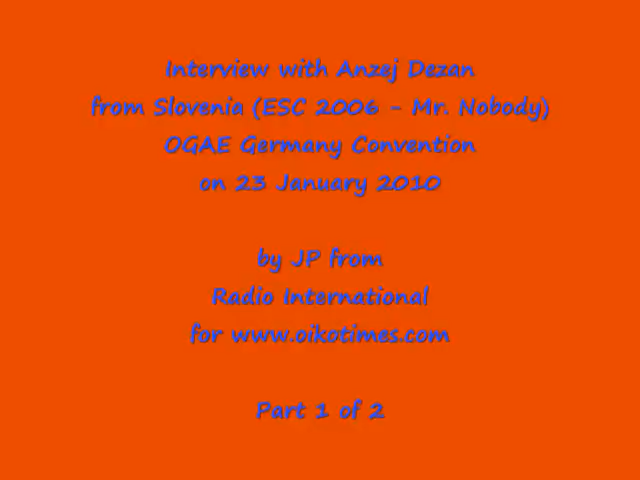 Interview with Anzej Dezan
from Slovenia (ESC 2006 - Mr. Nobody)
OGAE Germany Convention
on 23 January 2010
by JP from
Radio International
for www.oikotimes.com
Part 1 of 2